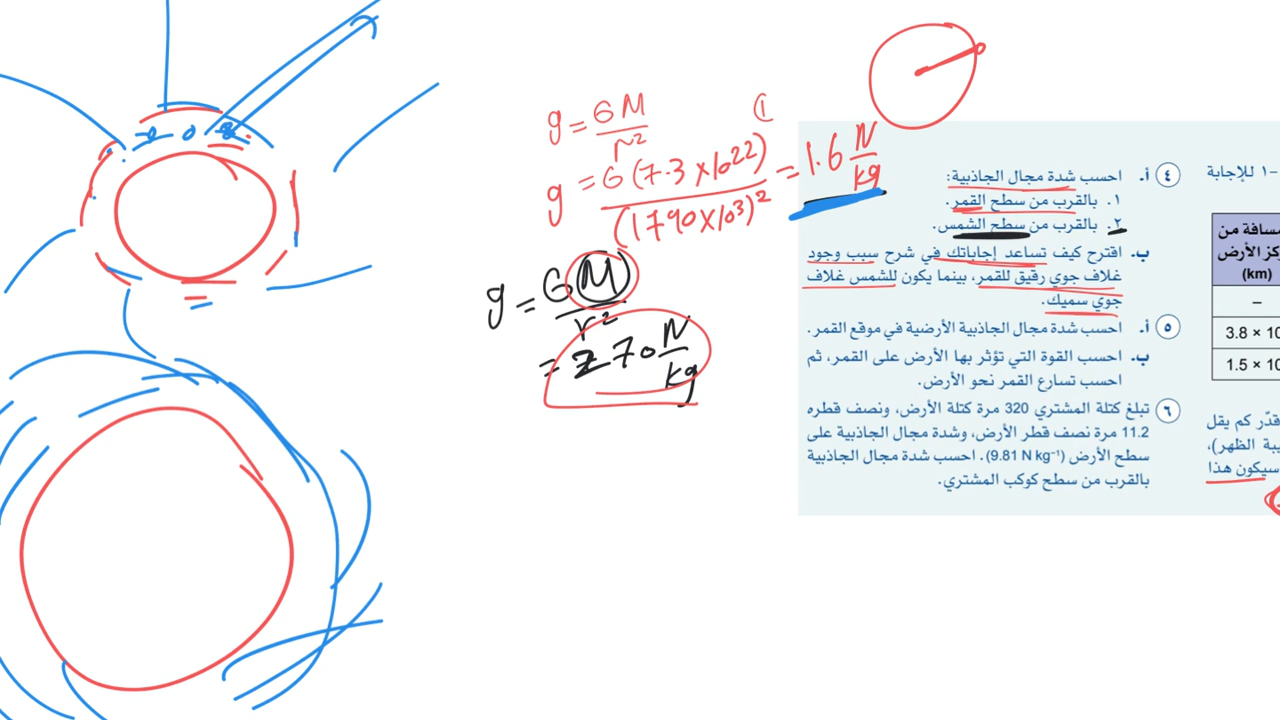 g = GM / r²
①
g = G (7.3 × 10²²) / (1790 × 10³)² = 1.6 N/kg
g = G M / r²
= 270 N/kg
٤ أ. احسب شدة مجال الجاذبية:
١. بالقرب من سطح القمر.
٢. بالقرب من سطح الشمس.
ب. اقترح كيف تساعد إجاباتك في شرح سبب وجود
غلاف جوي رقيق للقمر، بينما يكون للشمس غلاف
جوي سميك.
٥ أ. احسب شدة مجال الجاذبية الأرضية في موقع القمر.
ب. احسب القوة التي تؤثر بها الأرض على القمر، ثم
احسب تسارع القمر نحو الأرض.
٦ تبلغ كتلة المشتري 320 مرة كتلة الأرض، ونصف قطره
11.2 مرة نصف قطر الأرض، وشدة مجال الجاذبية على
سطح الأرض (9.81 N kg⁻¹). احسب شدة مجال الجاذبية
بالقرب من سطح كوكب المشتري.
١- للإجابة
مسافة من
كز الأرض
(km)
–
3.8 × 10
1.5 × 10
قدّر كم يقل
يبة الظهر)،
سيكون هذا